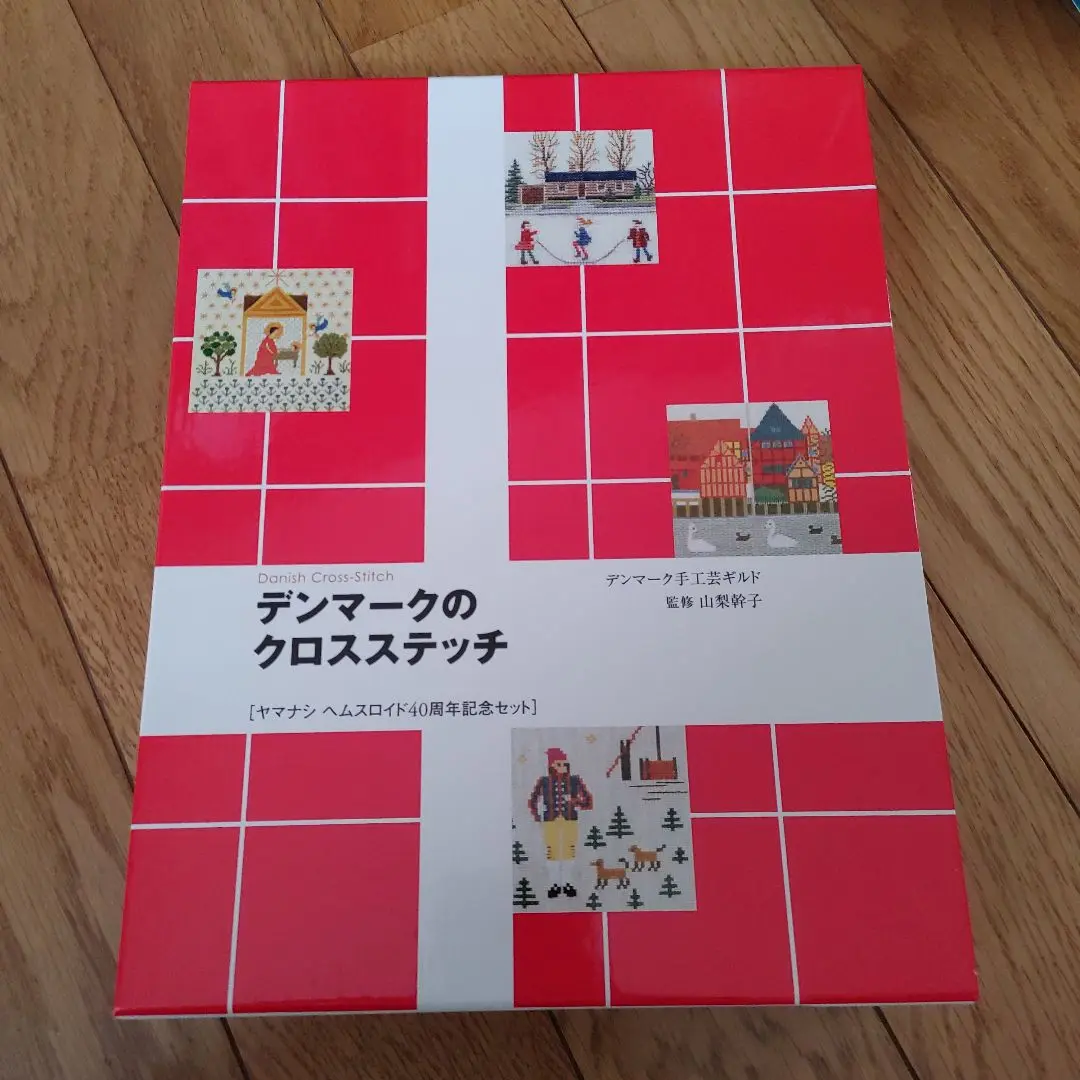 Danish Cross-Stitch
デンマークの
クロスステッチ
デンマーク手工芸ギルド
監修 山梨幹子
[ヤマナシ ヘムスロイド40周年記念セット]